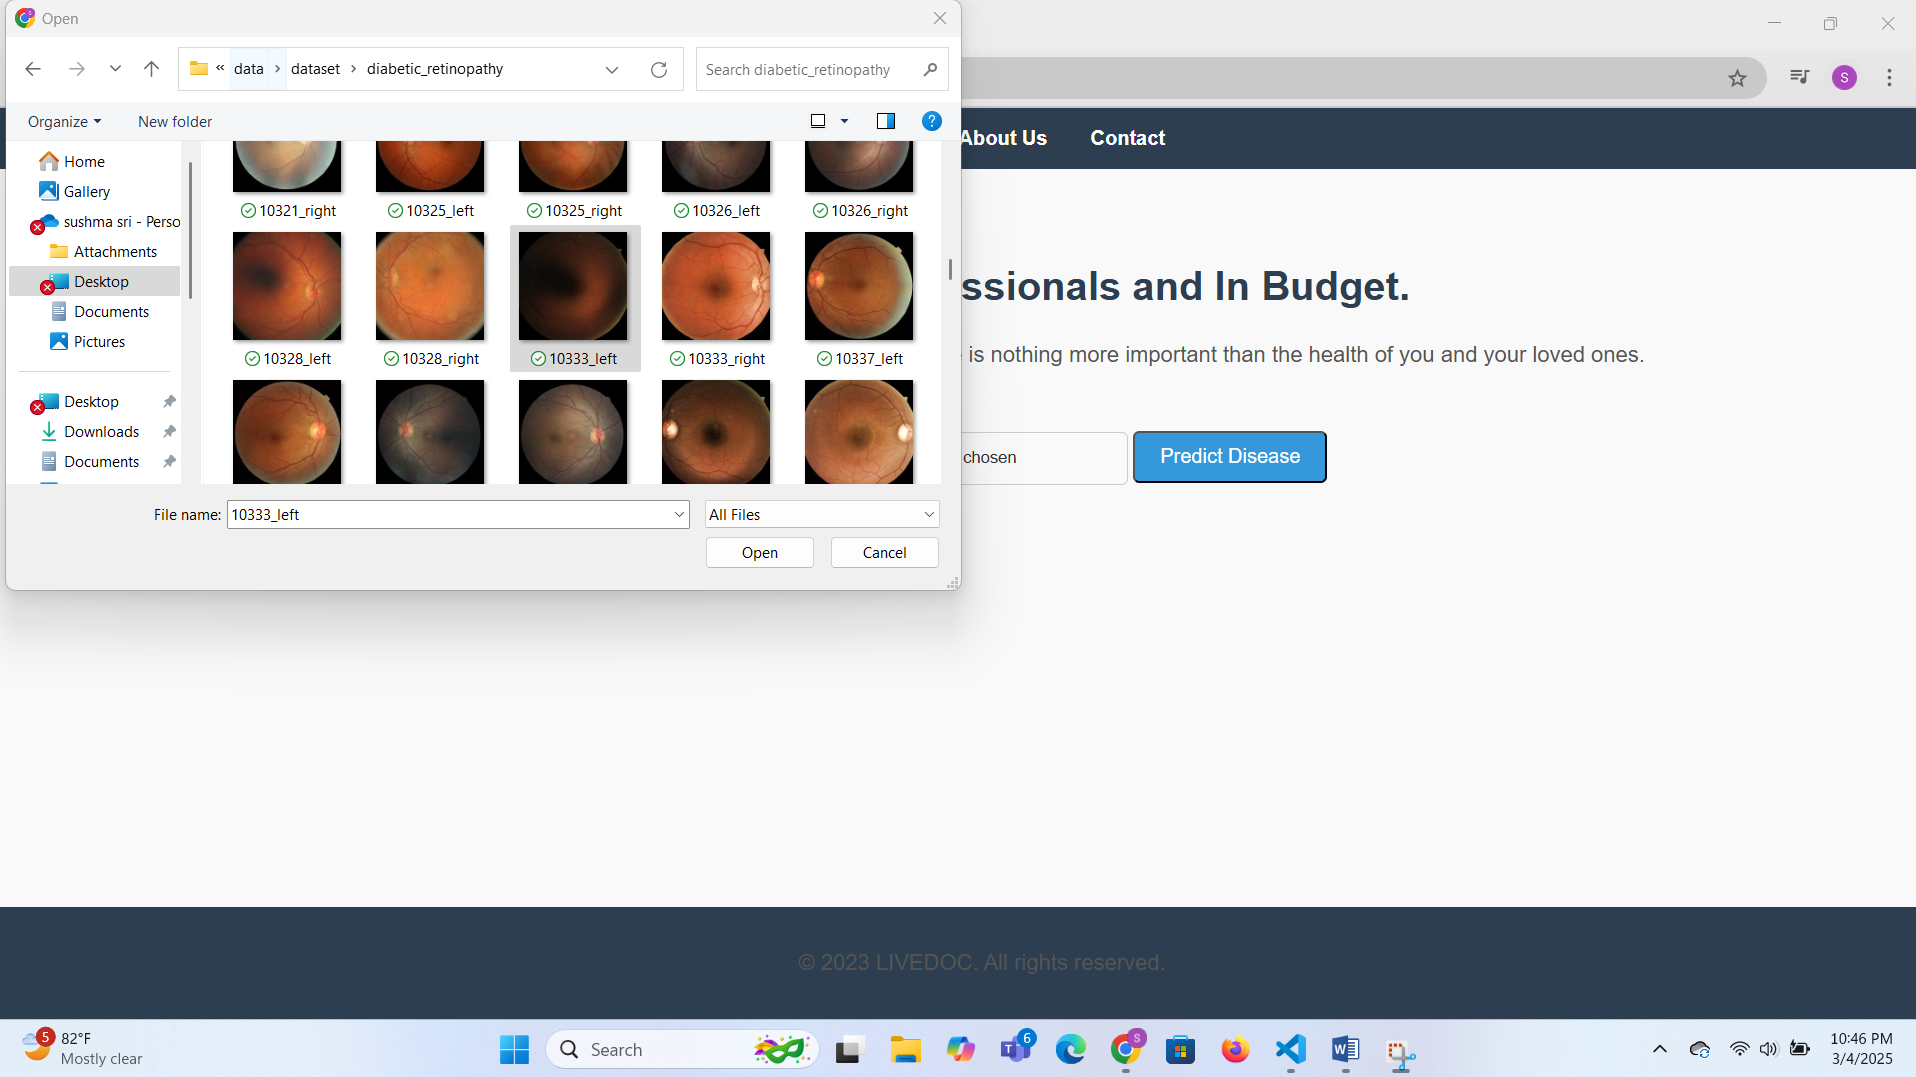 Open
« data › dataset › diabetic_retinopathy
Search diabetic_retinopathy
S
Organize
New folder
?
About Us
Contact
Home
Gallery
sushma sri - Perso
Attachments
Desktop
Documents
Pictures
Desktop
Downloads
Documents
10321_right
10325_left
10325_right
10326_left
10326_right
10328_left
10328_right
10333_left
10333_right
10337_left
File name:
10333_left
All Files
Open
Cancel
ssionals and In Budget.
is nothing more important than the health of you and your loved ones.
chosen
Predict Disease
© 2023 LIVEDOC. All rights reserved.
5
82°F
Mostly clear
Search
6
S
10:46 PM
3/4/2025